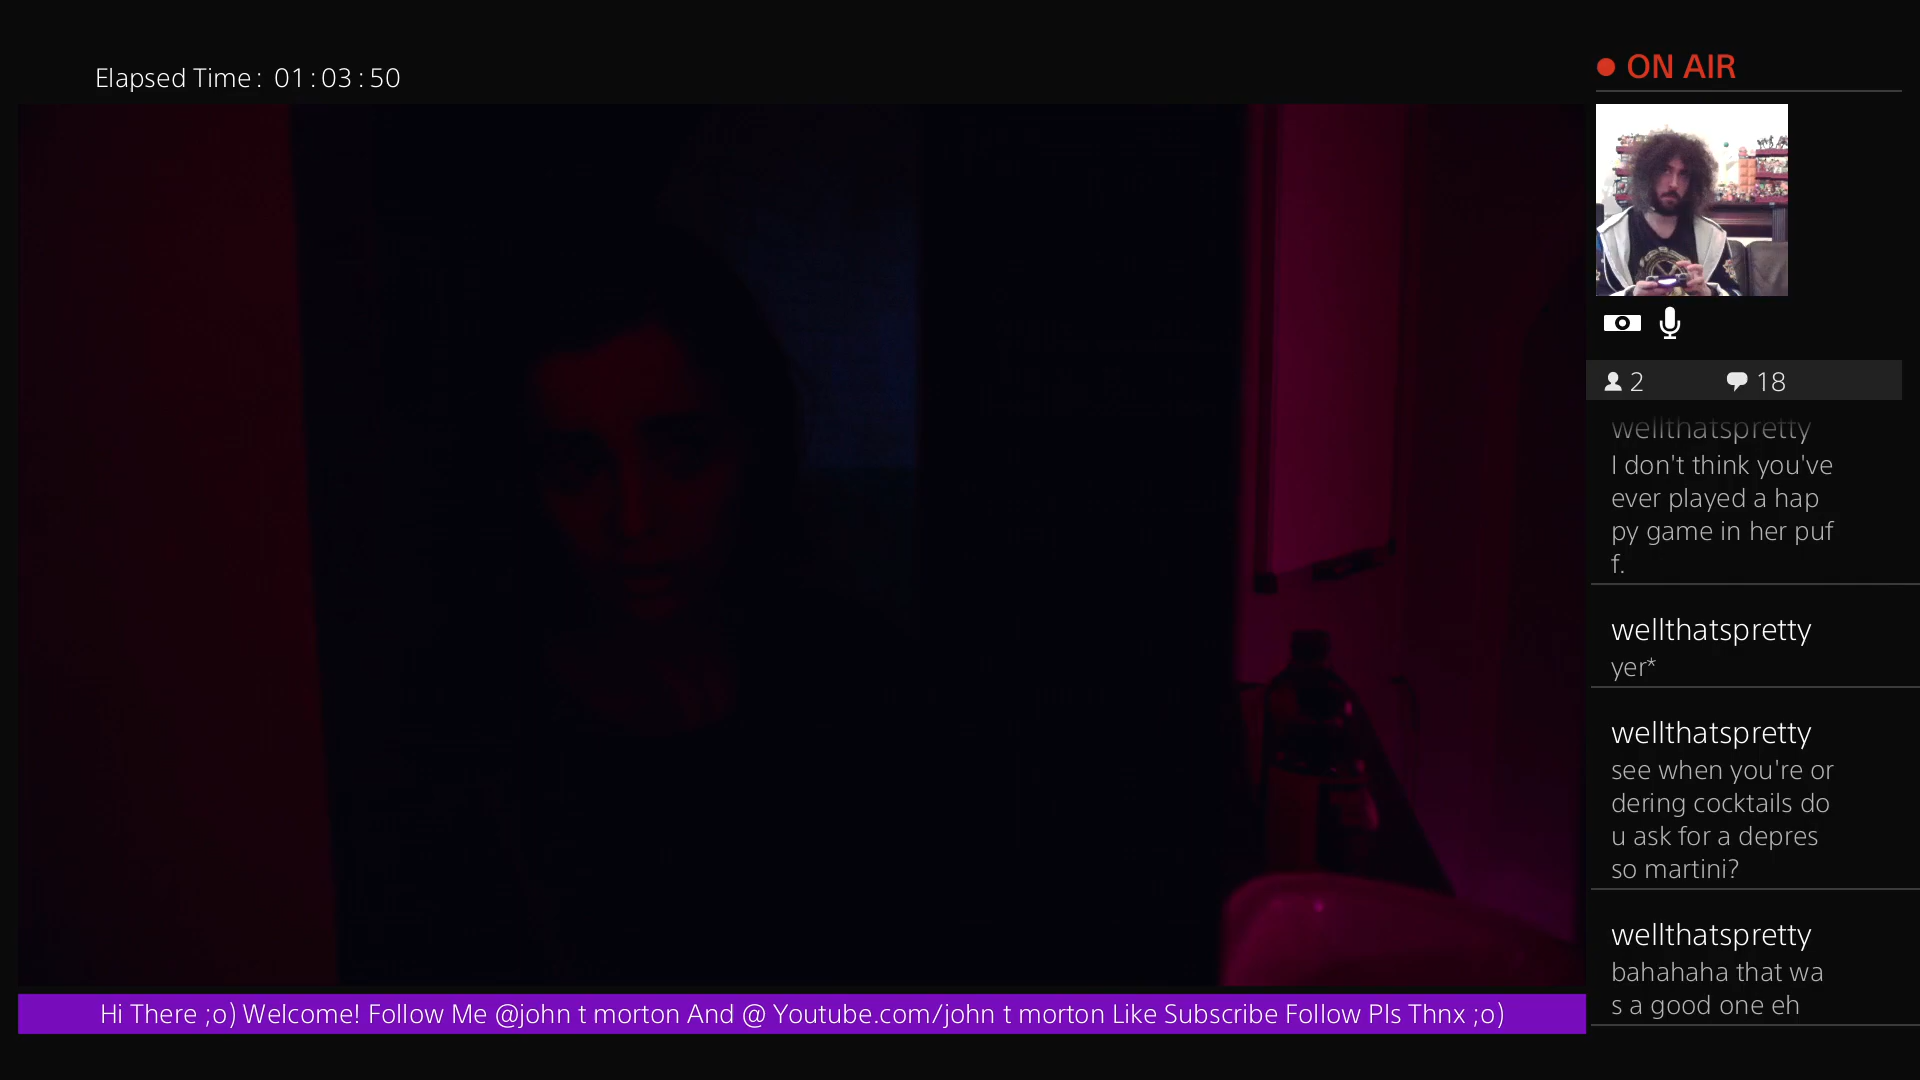 Elapsed Time: 01:03:50
ON AIR
2
18
wellthatspretty
I don't think you've
ever played a hap
py game in her puf
f.
wellthatspretty
yer*
wellthatspretty
see when you're or
dering cocktails do
u ask for a depres
so martini?
wellthatspretty
bahahaha that wa
s a good one eh
Hi There ;o) Welcome! Follow Me @john t morton And @ Youtube.com/john t morton Like Subscribe Follow Pls Thnx ;o)